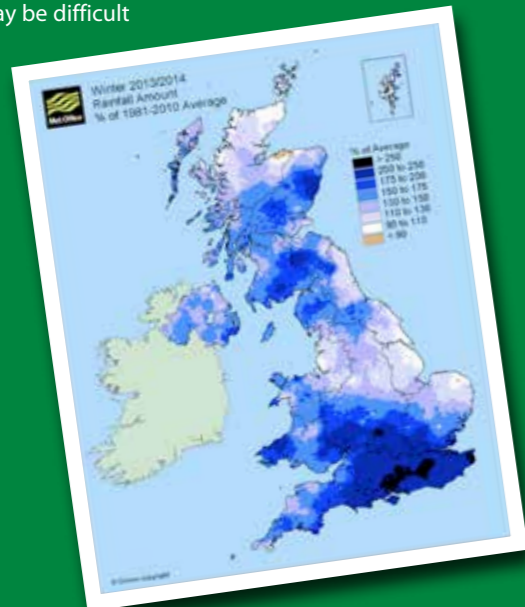 ay be difficult
Met Office
Winter 2013/2014
Rainfall Amount
% of 1981-2010 Average
% of Average
> 250
200 to 250
175 to 200
150 to 175
130 to 150
110 to 130
90 to 110
< 90
© Crown copyright